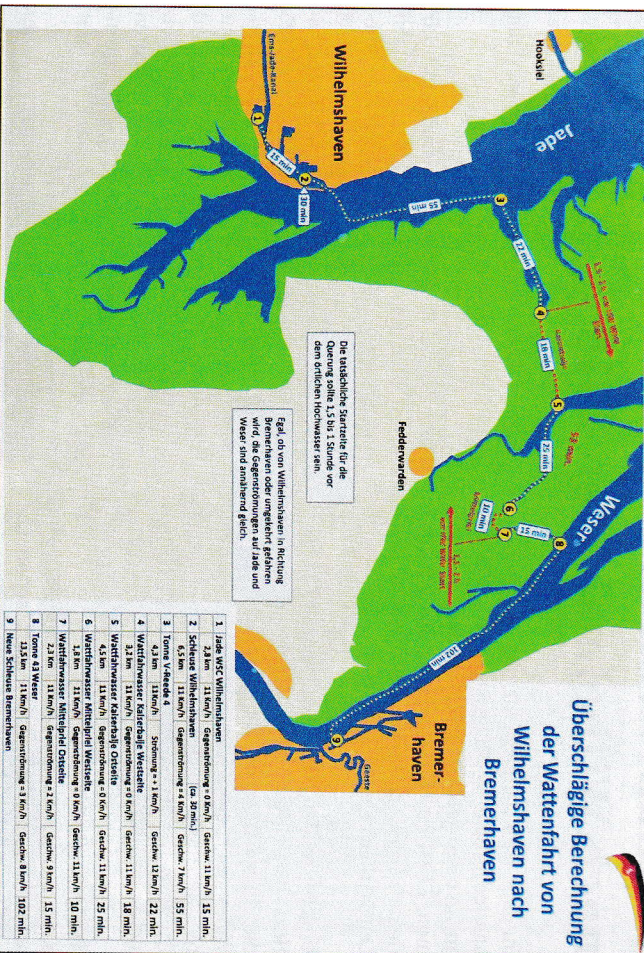 Überschlägige Berechnung
der Wattenfahrt von
Wilhelmshaven nach
Bremerhaven
Hooksiel
Jade
Wilhelmshaven
Ems-Jade-Kanal
1
15 min
2
30 min
55 min
3
22 min
4
18 min
5
25 min
6
10 min
7
15 min
8
Weser
102 min
9
Geeste
Bremer-
haven
Fedderwarden
Die tatsächliche Startzeite für die
Querung sollte 1,5 bis 1 Stunde vor
dem örtlichen Hochwasser sein.
Egal, ob von Wilhelmshaven in Richtung
Bremerhaven oder umgekehrt gefahren
wird, die Gegenströmungen auf Jade und
Weser sind annähernd gleich.
1 Jade WSC Wilhelmshaven
2,8 km 11 Km/h Gegenströmung = 0 Km/h Geschw. 11 km/h 15 min.
2 Schleuse Wilhelmshaven (ca. 30 min.)
6,5 km 11 Km/h Gegenströmung = 4 Km/h Geschw. 7 km/h 55 min.
3 Tonne V-Reede 4
4,3 km 11Km/h Strömung = + 1 Km/h Geschw. 12 km/h 22 min.
4 Wattfahrwasser Kaiserbalje Westseite
3,2 km 11 Km/h Gegenströmung = 0 Km/h Geschw. 11 km/h 18 min.
5 Wattfahrwasser Kaiserbalje Ostseite
4,5 km 11 Km/h Gegenströmung = 0 Km/h Geschw. 11 km/h 25 min.
6 Wattfahrwasser Mittelpriel Westseite
1,8 Km 11 Km/h Gegenströmung = 0 Km/h Geschw. 11 km/h 10 min.
7 Wattfahrwasser Mittelpriel Ostseite
2,3 Km 11 Km/h Gegenströmung = 2 Km/h Geschw. 9 km/h 15 min.
8 Tonne 43 Weser
13,5 km 11 Km/h Gegenströmung = 3 Km/h Geschw. 8 km/h 102 min.
9 Neue Schleuse Bremerhaven